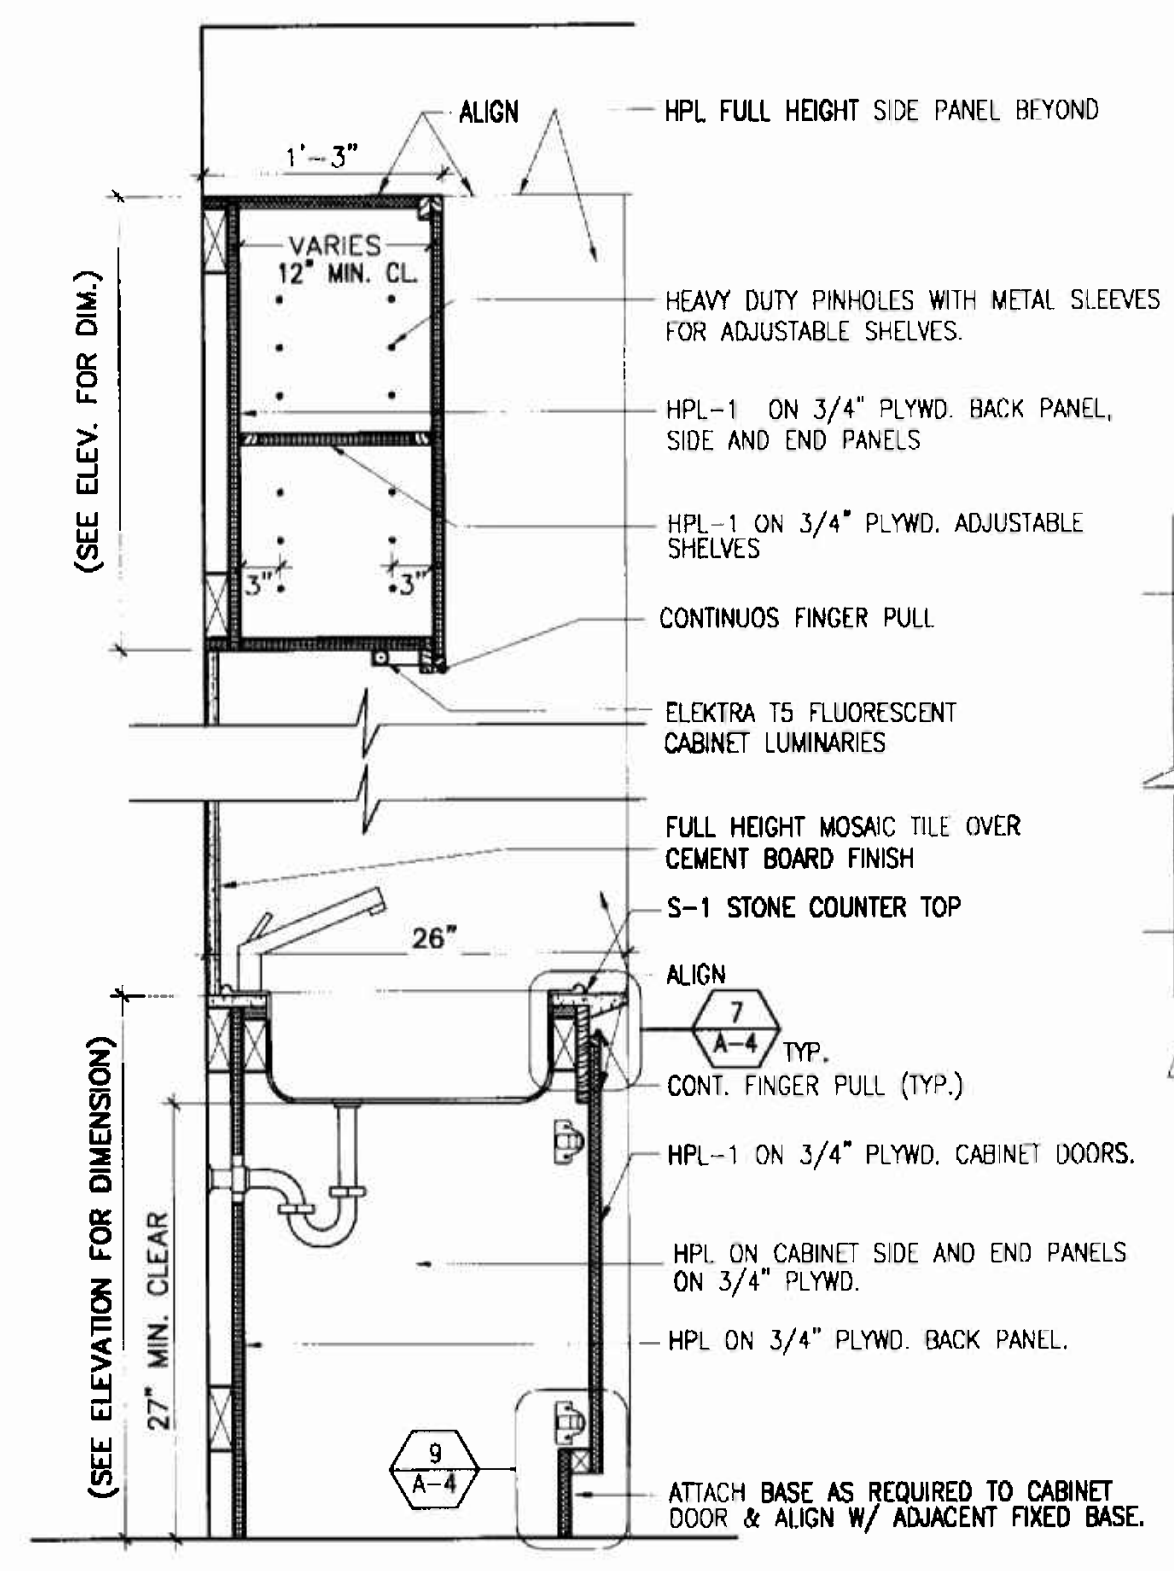 ALIGN
HPL FULL HEIGHT SIDE PANEL BEYOND
1'-3"
VARIES
12" MIN. CL.
(SEE ELEV. FOR DIM.)
HEAVY DUTY PINHOLES WITH METAL SLEEVES
FOR ADJUSTABLE SHELVES.
HPL-1 ON 3/4" PLYWD. BACK PANEL,
SIDE AND END PANELS
HPL-1 ON 3/4" PLYWD. ADJUSTABLE
SHELVES
3"
3"
CONTINUOS FINGER PULL
ELEKTRA T5 FLUORESCENT
CABINET LUMINARIES
FULL HEIGHT MOSAIC TILE OVER
CEMENT BOARD FINISH
S-1 STONE COUNTER TOP
26"
ALIGN
7
A-4
TYP.
CONT. FINGER PULL (TYP.)
(SEE ELEVATION FOR DIMENSION)
27" MIN. CLEAR
HPL-1 ON 3/4" PLYWD. CABINET DOORS.
HPL ON CABINET SIDE AND END PANELS
ON 3/4" PLYWD.
HPL ON 3/4" PLYWD. BACK PANEL.
9
A-4
ATTACH BASE AS REQUIRED TO CABINET
DOOR & ALIGN W/ ADJACENT FIXED BASE.